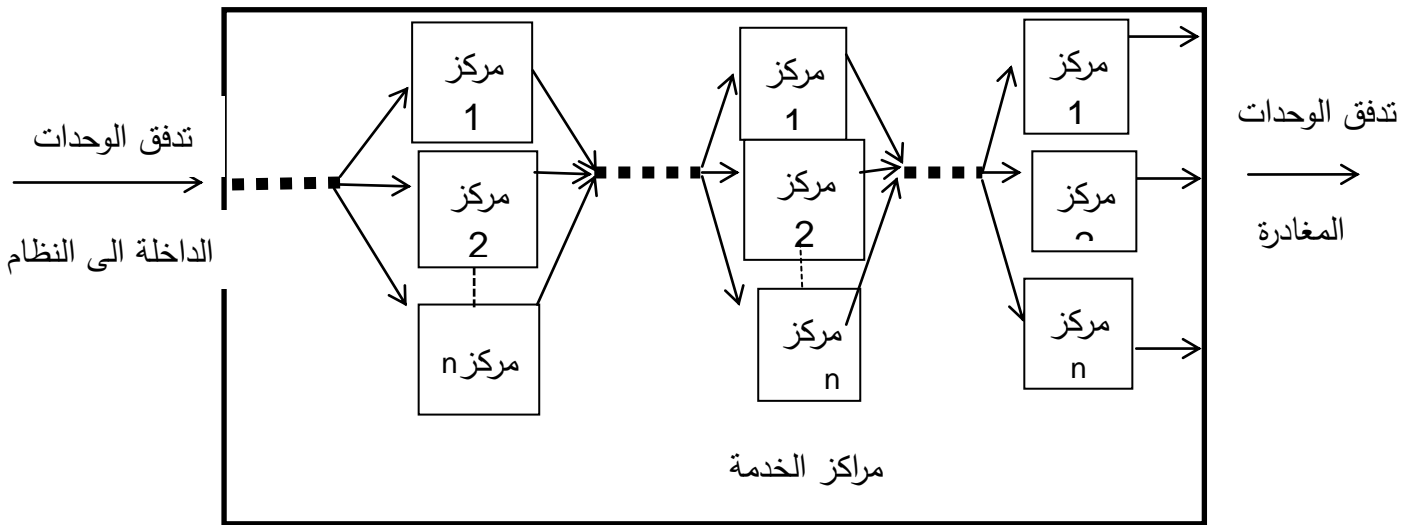 تدفق الوحدات
الداخلة الى النظام
مركز
1
مركز
2
مركز n
مركز
1
مركز
2
مركز
n
مركز
1
مركز
مركز
n
مراكز الخدمة
تدفق الوحدات
المغادرة